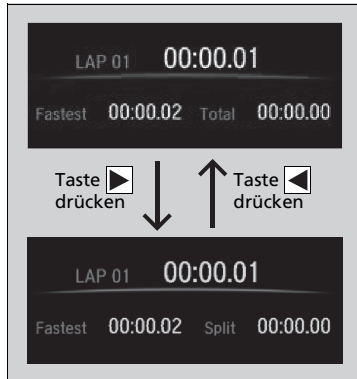 LAP 01 00:00.01
Fastest 00:00.02 Total 00:00.00
Taste ▶ drücken
Taste ◀ drücken
LAP 01 00:00.01
Fastest 00:00.02 Split 00:00.00